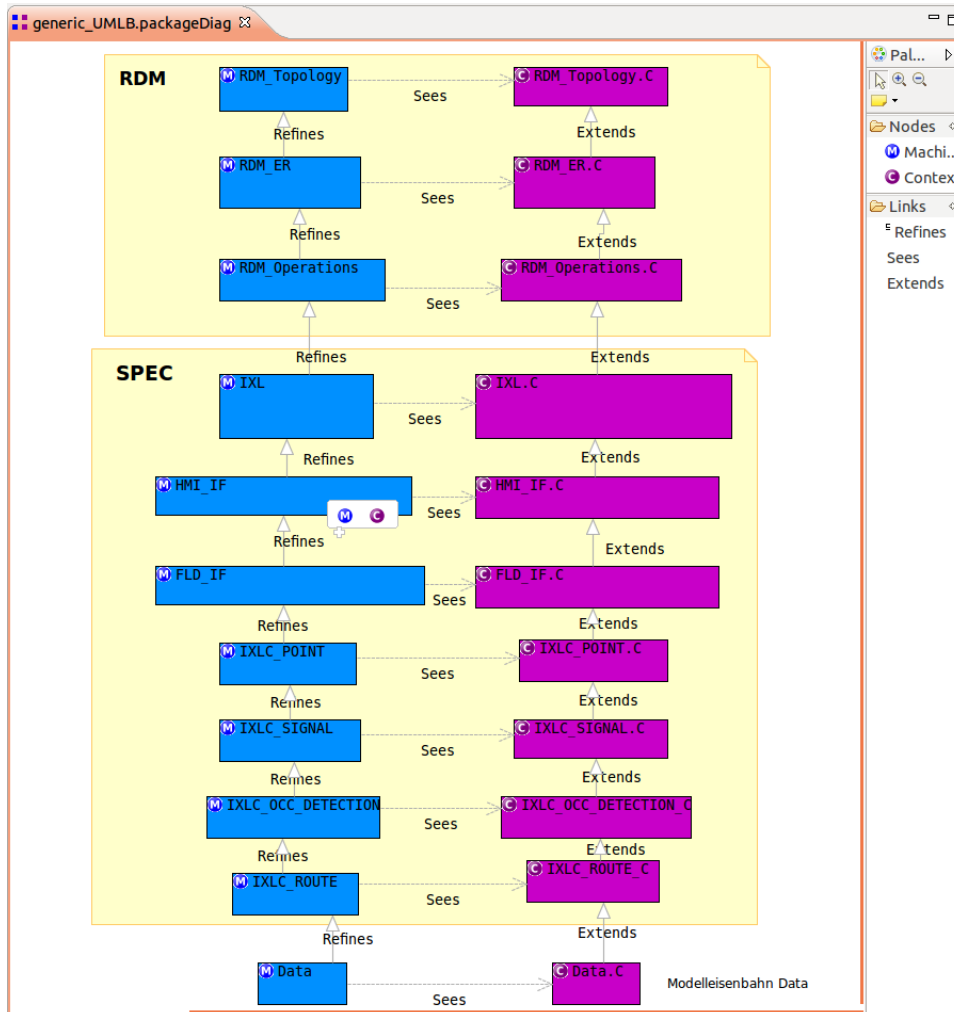 generic_UMLB.packageDiag
Pal...
RDM
M RDM_Topology
Sees
C RDM_Topology.C
Refines
Extends
Nodes
M Machi...
C Contex
M RDM_ER
Sees
C RDM_ER.C
Links
E Refines
Sees
Extends
Refines
Extends
M RDM_Operations
Sees
C RDM_Operations.C
Refines
Extends
SPEC
M IXL
Sees
C IXL.C
Refines
Extends
M HMI_IF
Sees
C HMI_IF.C
M C
Refines
Extends
M FLD_IF
Sees
C FLD_IF.C
Refines
Extends
M IXLC_POINT
Sees
C IXLC_POINT.C
Refines
Extends
M IXLC_SIGNAL
Sees
C IXLC_SIGNAL.C
Refines
Extends
M IXLC_OCC_DETECTION
Sees
C IXLC_OCC_DETECTION_C
Refines
Extends
M IXLC_ROUTE
Sees
C IXLC_ROUTE_C
Refines
Extends
M Data
Sees
C Data.C
Modelleisenbahn Data